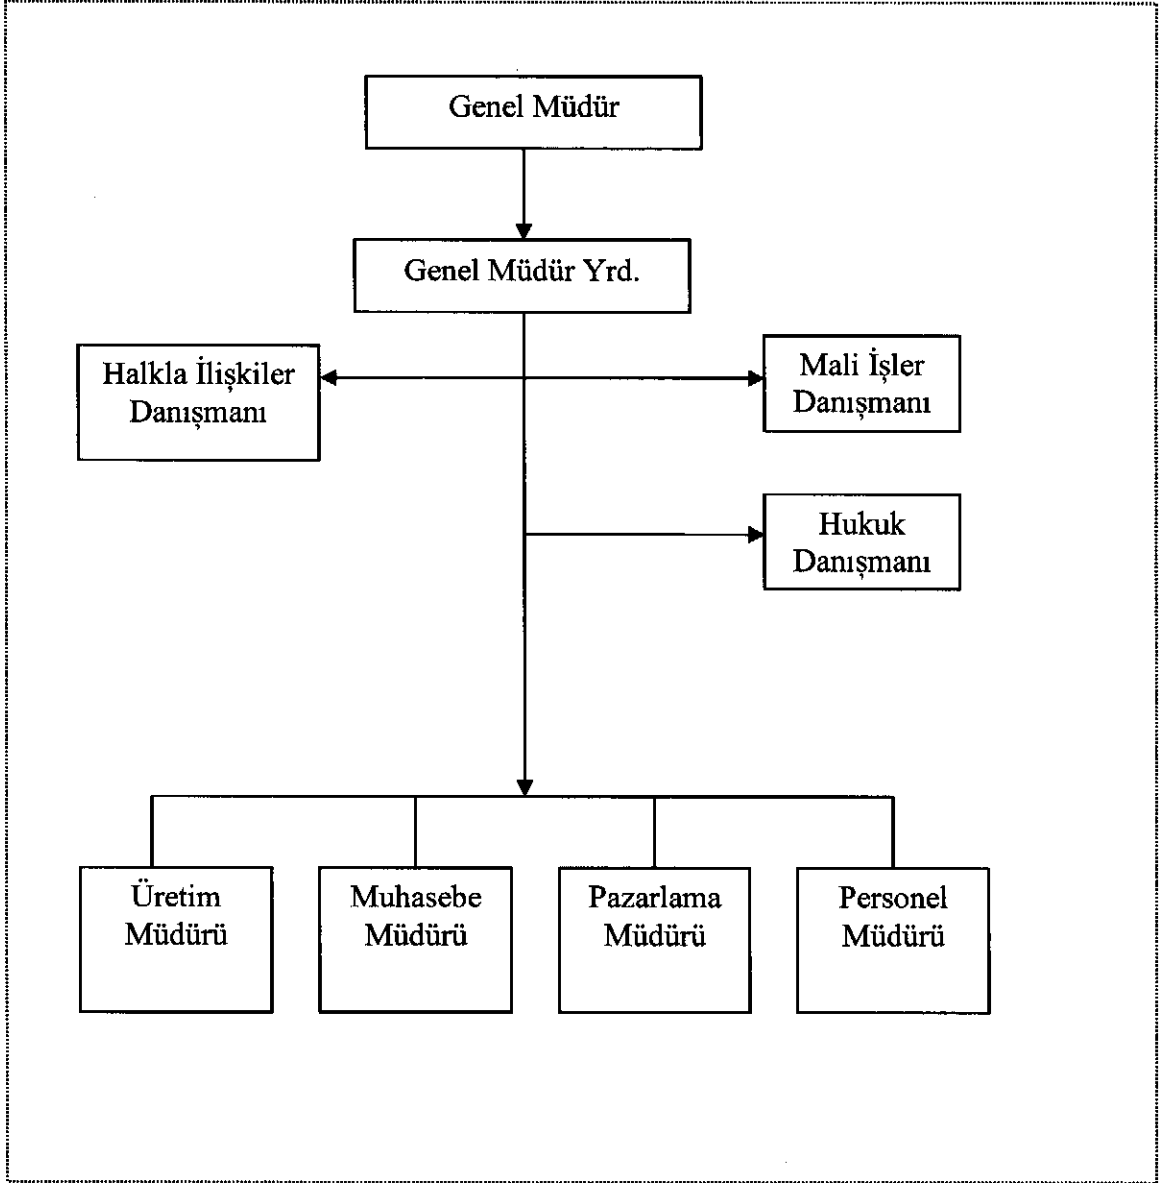 Genel Müdür
Genel Müdür Yrd.
Halkla İlişkiler
Danışmanı
Mali İşler
Danışmanı
Hukuk
Danışmanı
Üretim
Müdürü
Muhasebe
Müdürü
Pazarlama
Müdürü
Personel
Müdürü